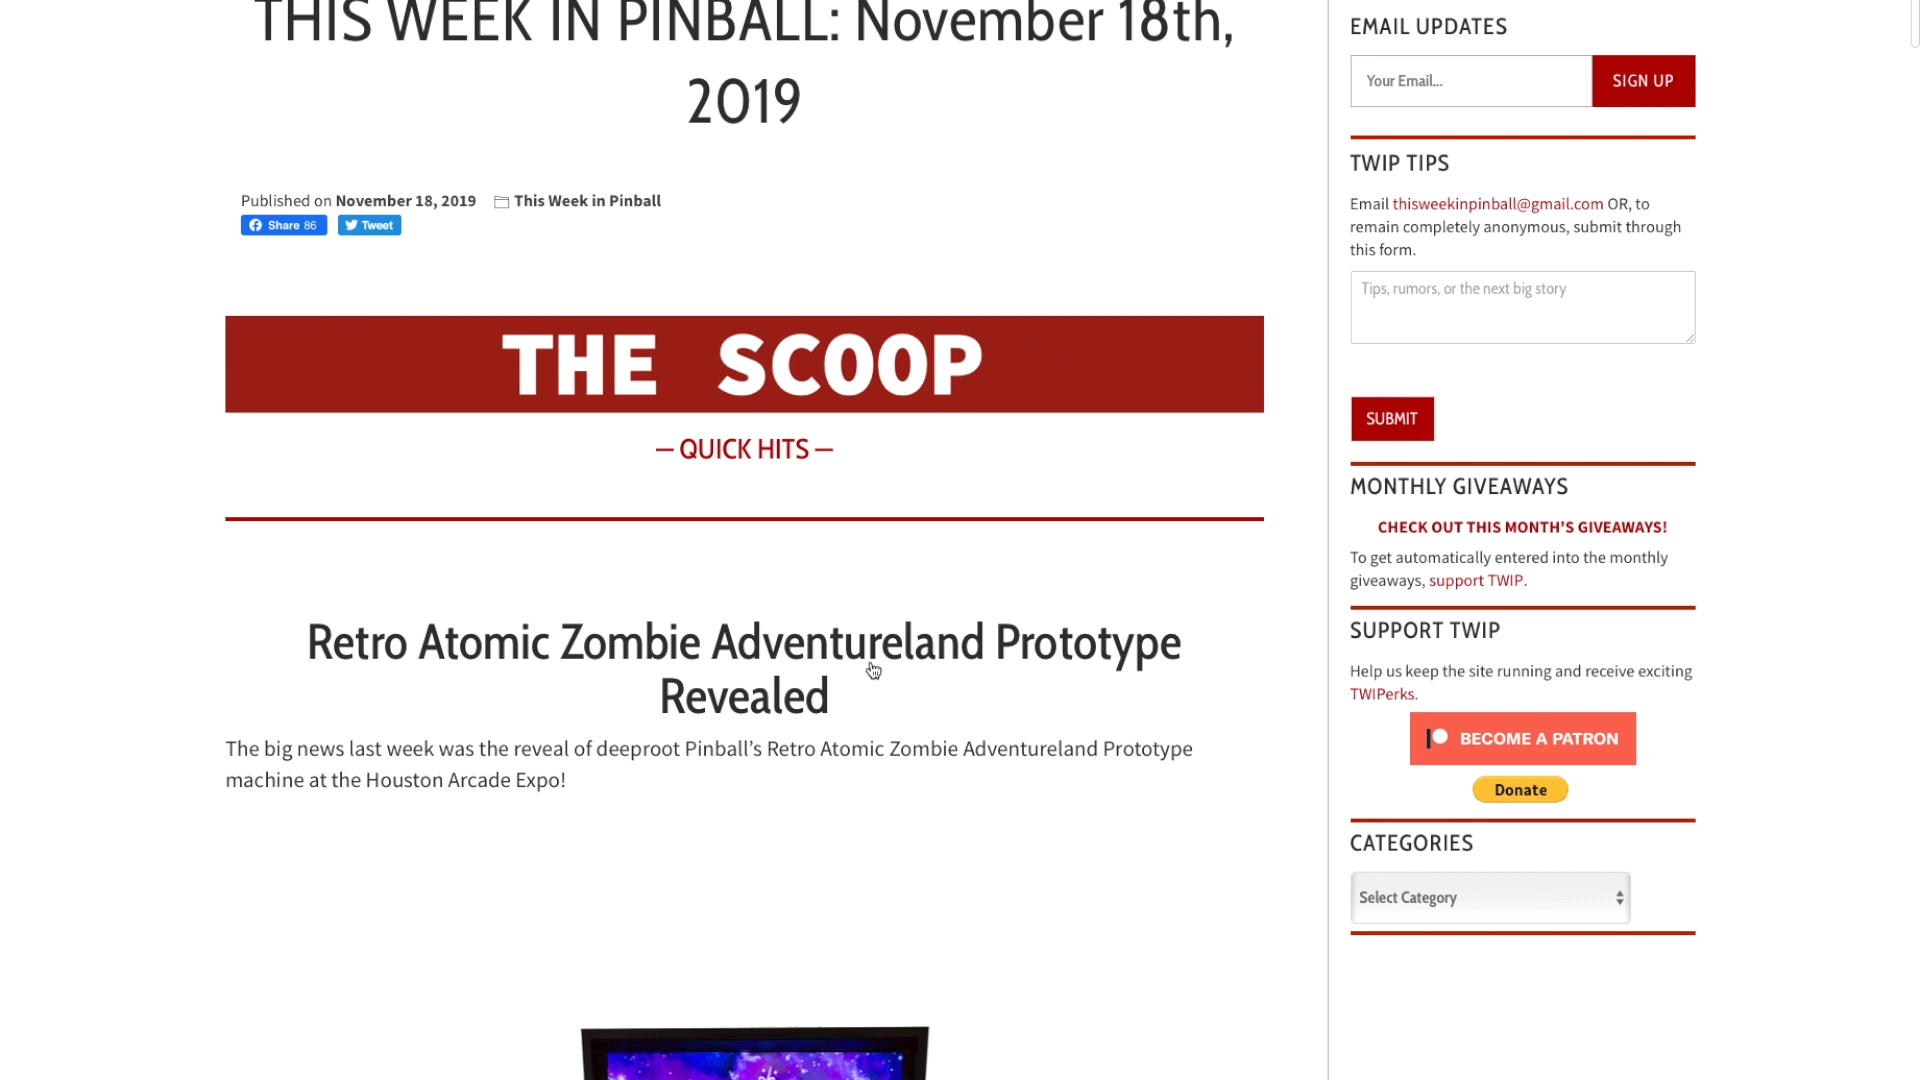 THIS WEEK IN PINBALL: November 18th,
2019
Published on November 18, 2019 This Week in Pinball
Share 86 Tweet
THE SCOOP
— QUICK HITS —
Retro Atomic Zombie Adventureland Prototype
Revealed
The big news last week was the reveal of deeproot Pinball’s Retro Atomic Zombie Adventureland Prototype
machine at the Houston Arcade Expo!
EMAIL UPDATES
Your Email...
SIGN UP
TWIP TIPS
Email thisweekinpinball@gmail.com OR, to
remain completely anonymous, submit through
this form.
Tips, rumors, or the next big story
SUBMIT
MONTHLY GIVEAWAYS
CHECK OUT THIS MONTH'S GIVEAWAYS!
To get automatically entered into the monthly
giveaways, support TWIP.
SUPPORT TWIP
Help us keep the site running and receive exciting
TWIPerks.
BECOME A PATRON
Donate
CATEGORIES
Select Category